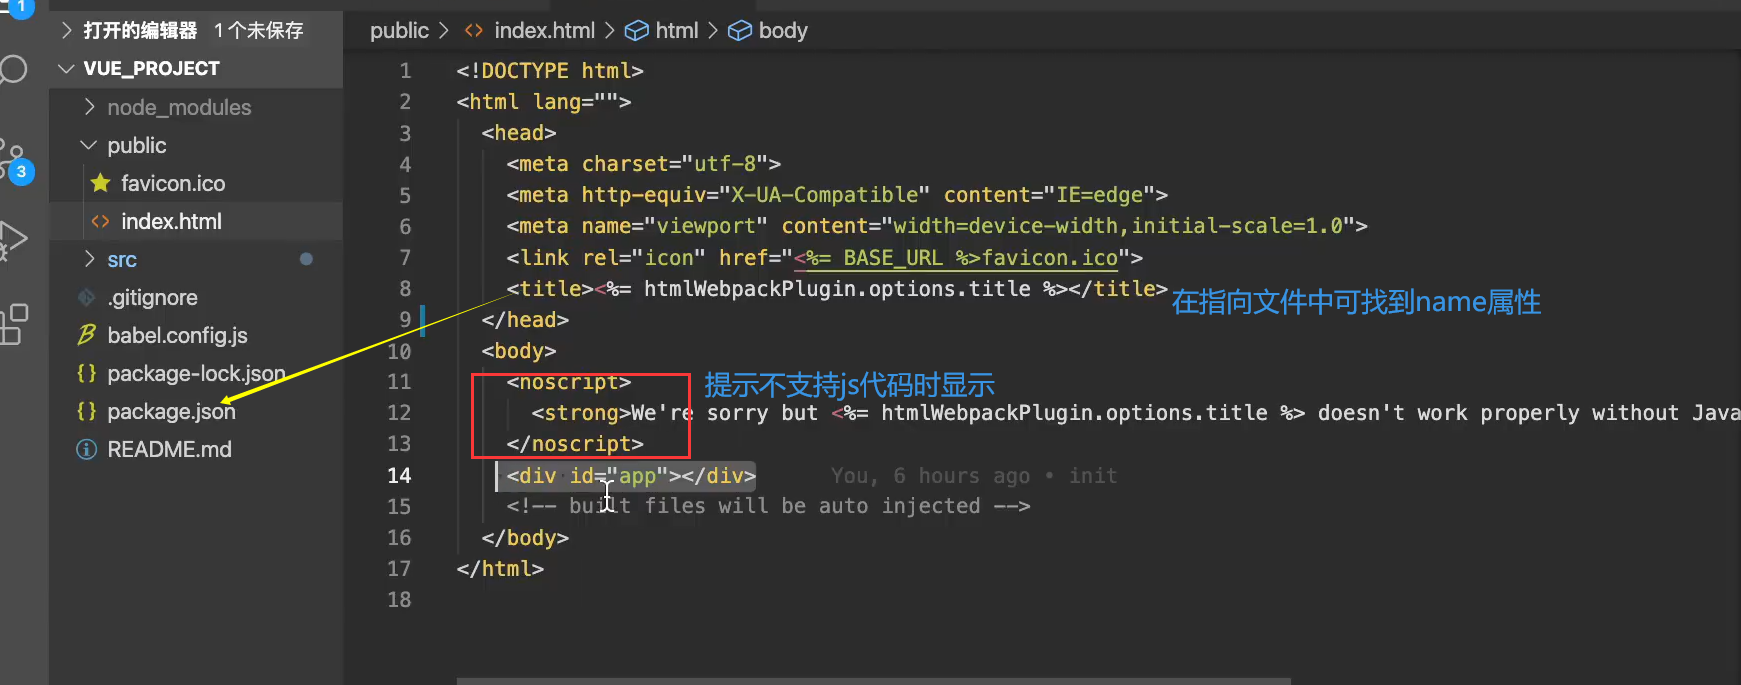 1
打开的编辑器 1个未保存
VUE_PROJECT
node_modules
public
favicon.ico
index.html
src
.gitignore
babel.config.js
package-lock.json
package.json
README.md
3
public > index.html > html > body
1 <!DOCTYPE html>
2 <html lang="">
3 <head>
4 <meta charset="utf-8">
5 <meta http-equiv="X-UA-Compatible" content="IE=edge">
6 <meta name="viewport" content="width=device-width,initial-scale=1.0">
7 <link rel="icon" href="<%= BASE_URL %>favicon.ico">
8 <title><%= htmlWebpackPlugin.options.title %></title>
在指向文件中可找到name属性
9 </head>
10 <body>
11 <noscript>
提示不支持js代码时显示
12 <strong>We're sorry but <%= htmlWebpackPlugin.options.title %> doesn't work properly without Java
13 </noscript>
14 <div id="app"></div> You, 6 hours ago • init
15 <!-- built files will be auto injected -->
16 </body>
17 </html>
18